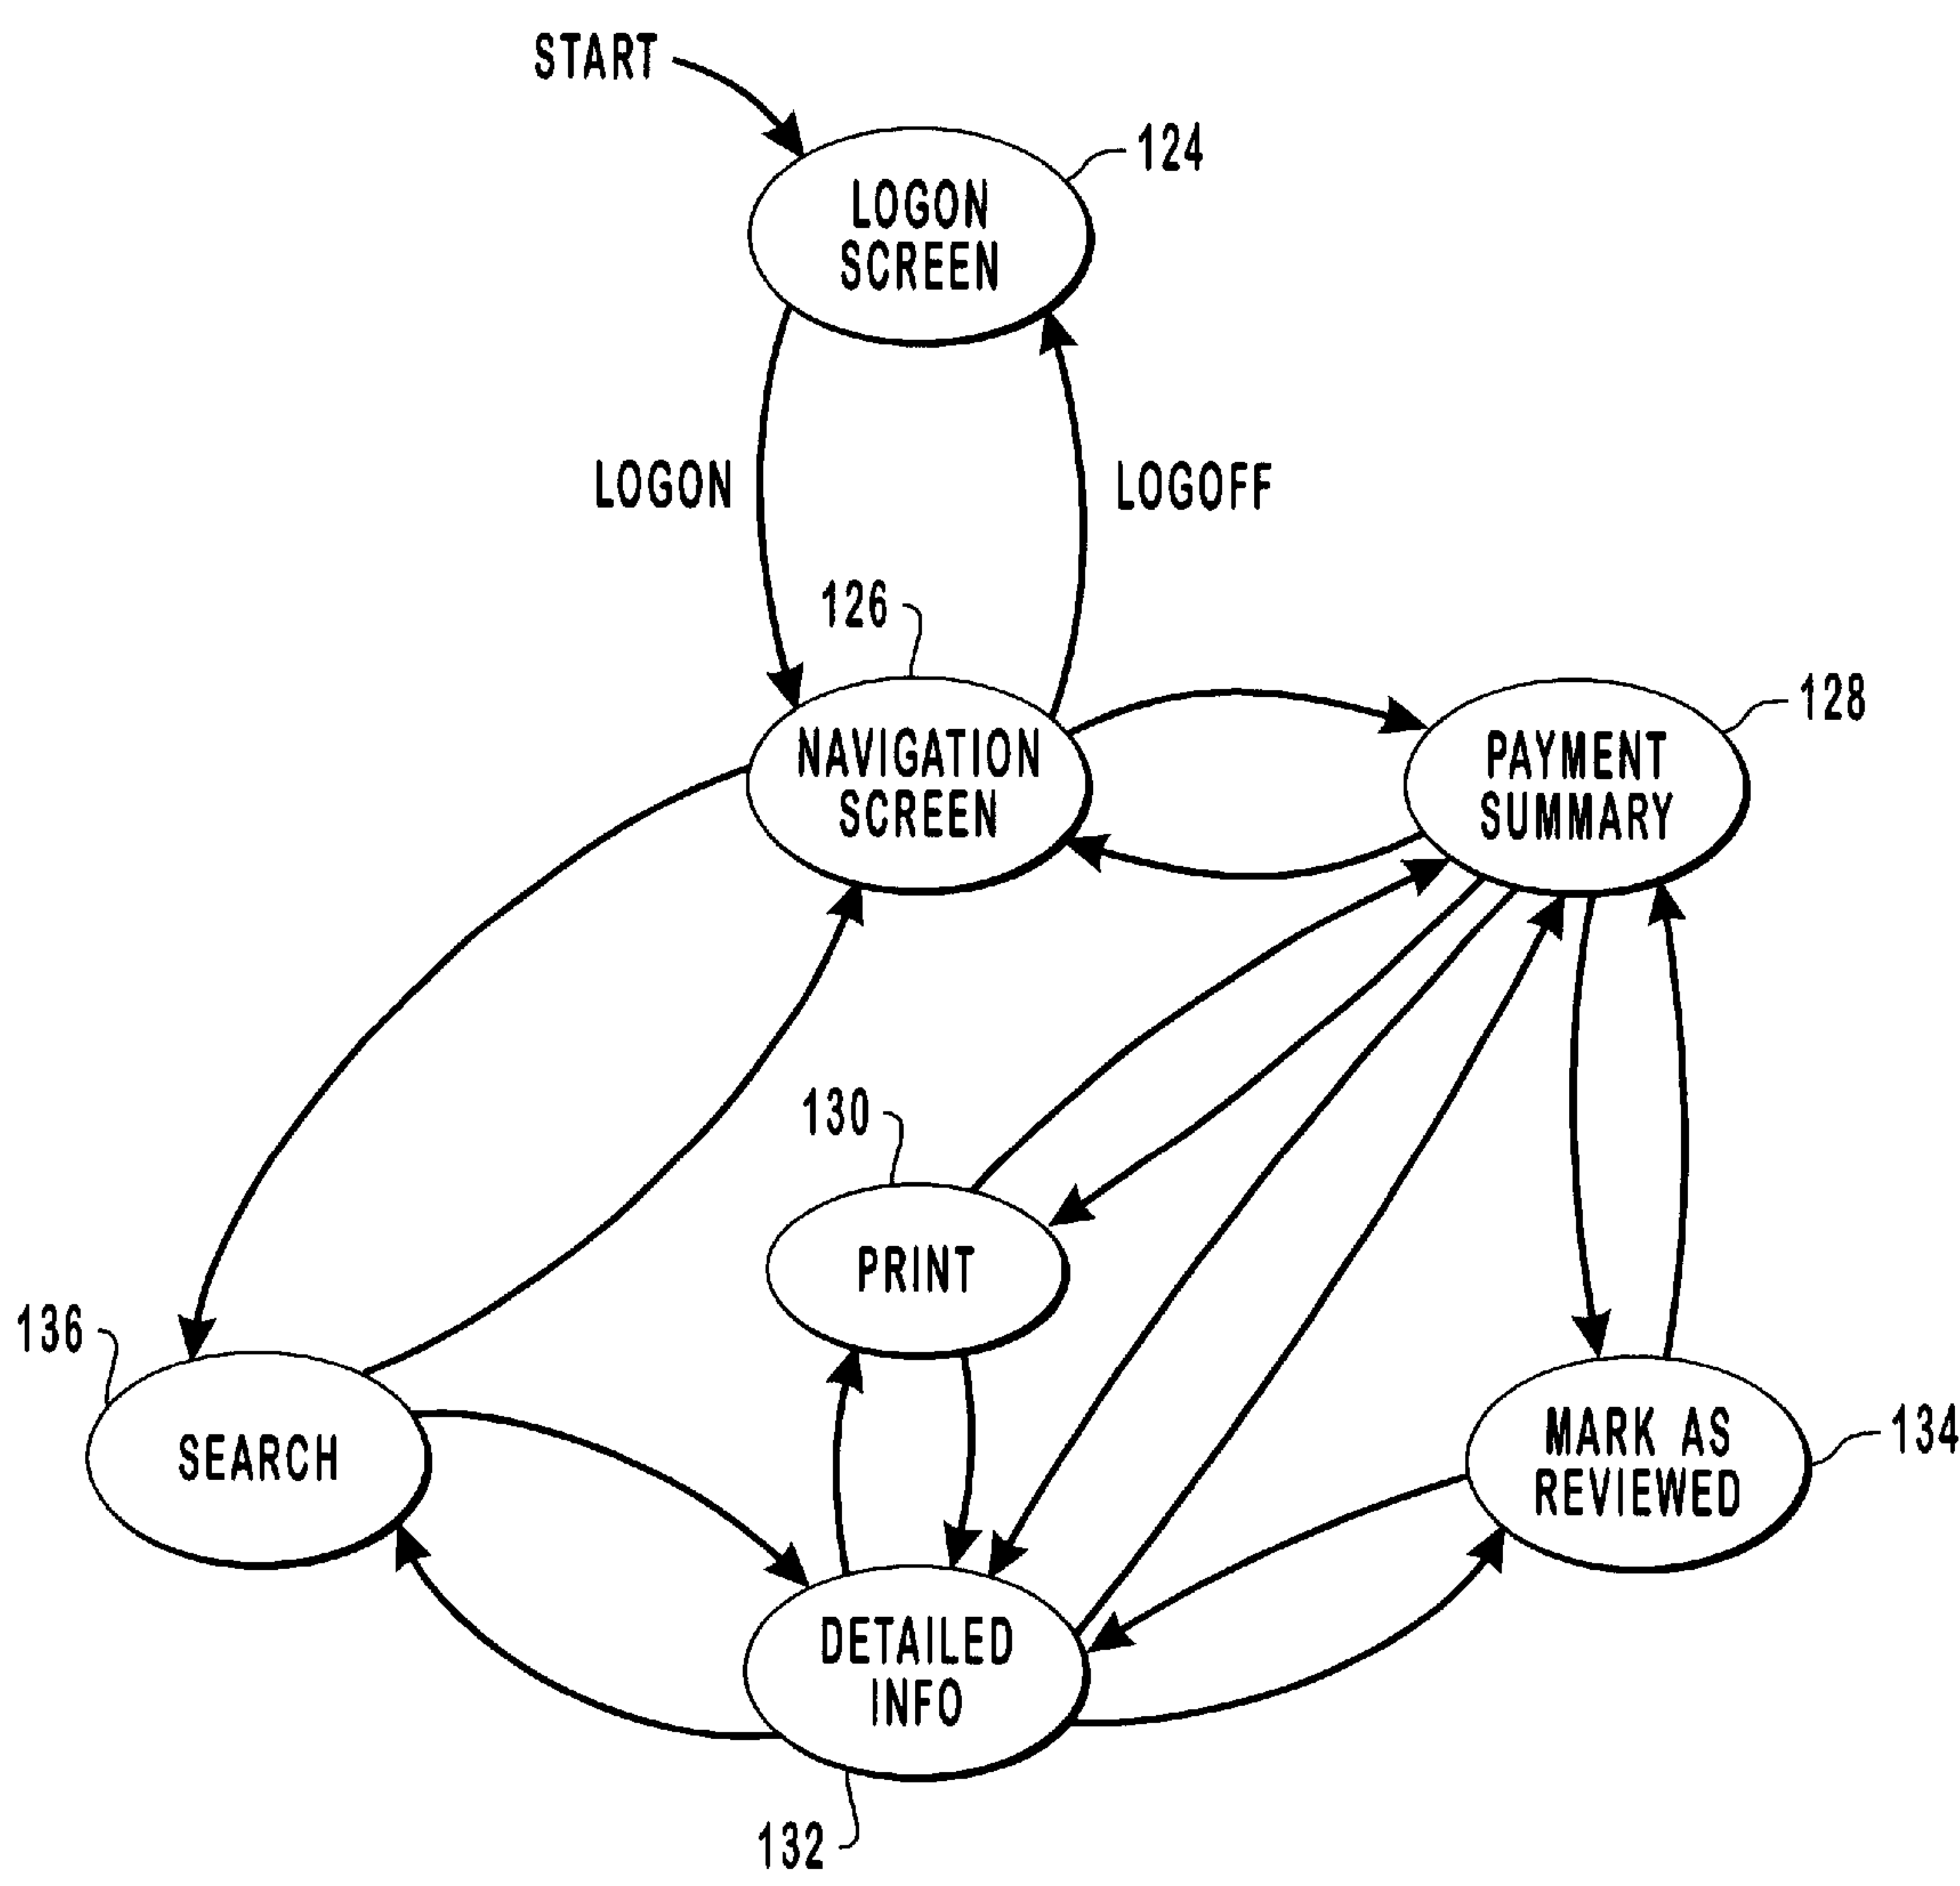 START
124
LOGON
SCREEN
LOGON
LOGOFF
126
128
NAVIGATION
SCREEN
PAYMENT
SUMMARY
130
PRINT
136
SEARCH
MARK AS
REVIEWED
134
DETAILED
INFO
132